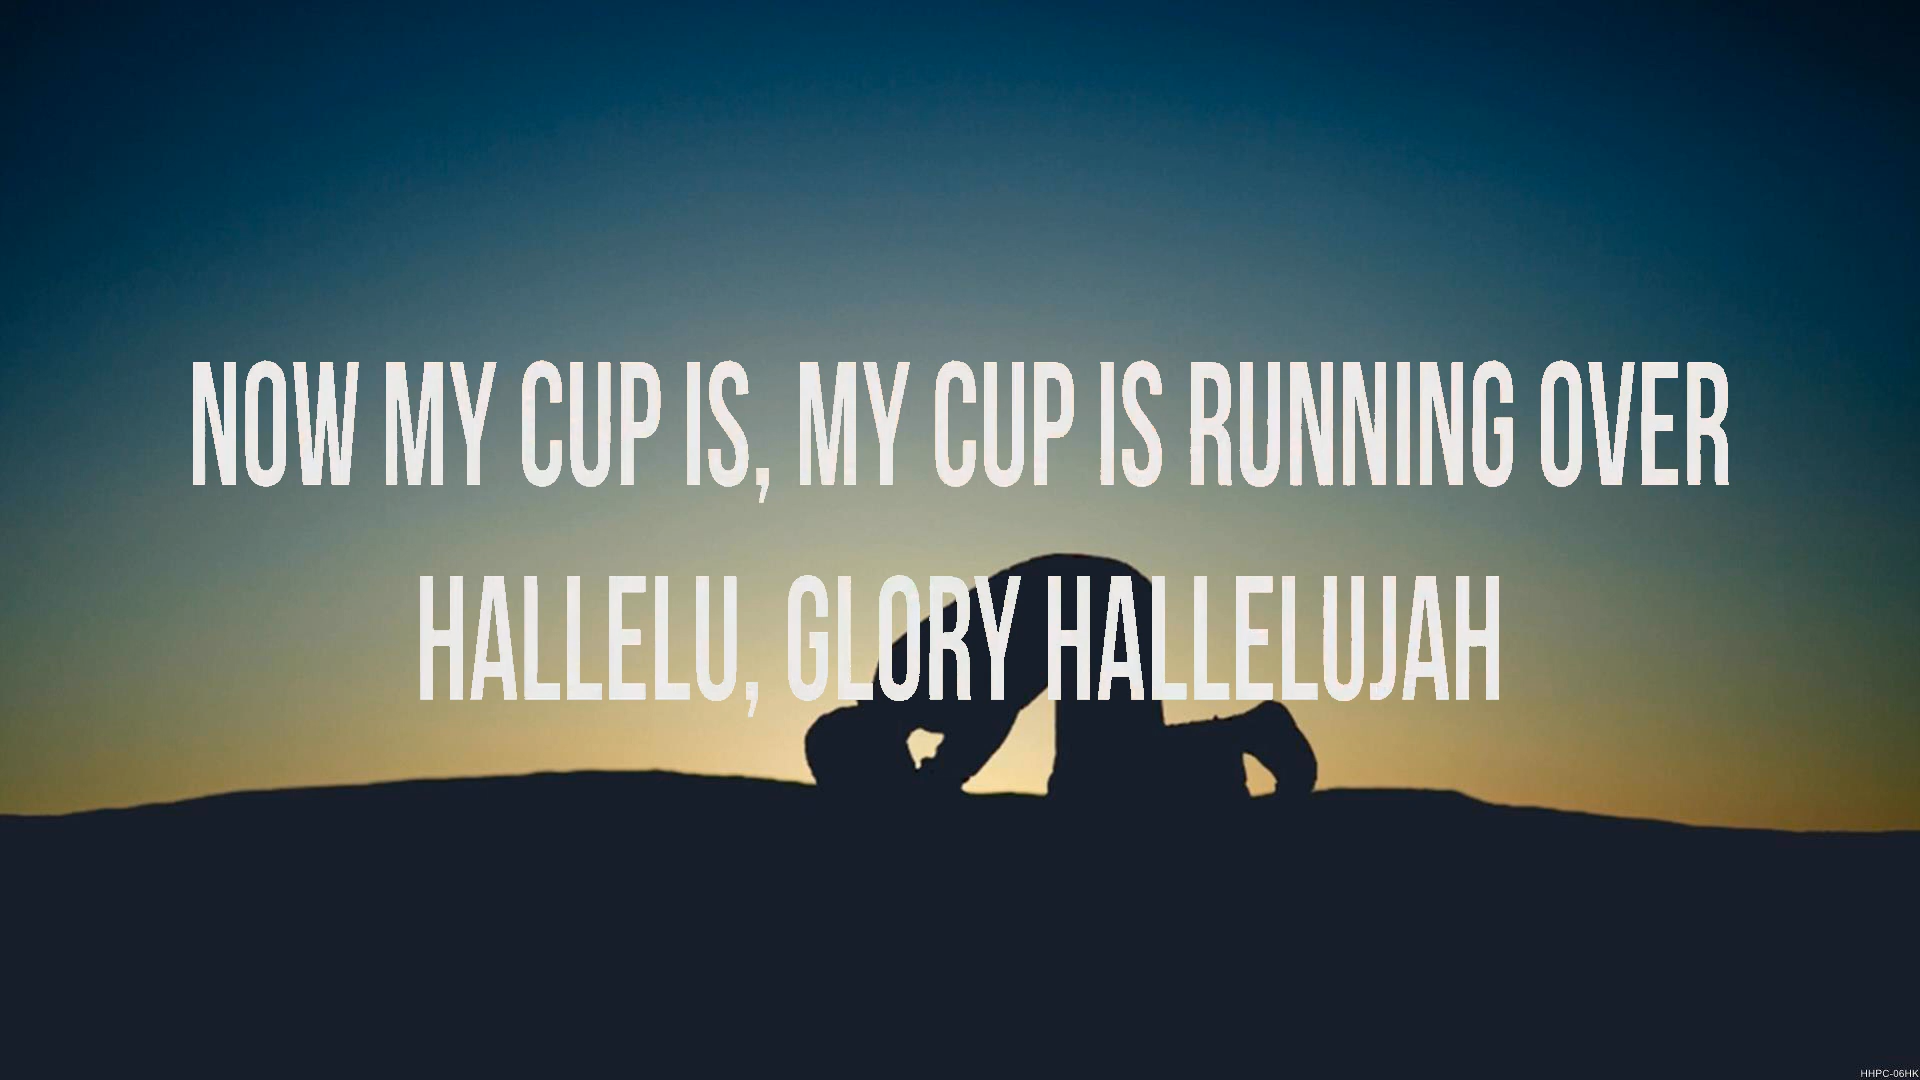 NOW MY CUP IS, MY CUP IS RUNNING OVER
HALLELU, GLORY HALLELUJAH
HHPC-06HK